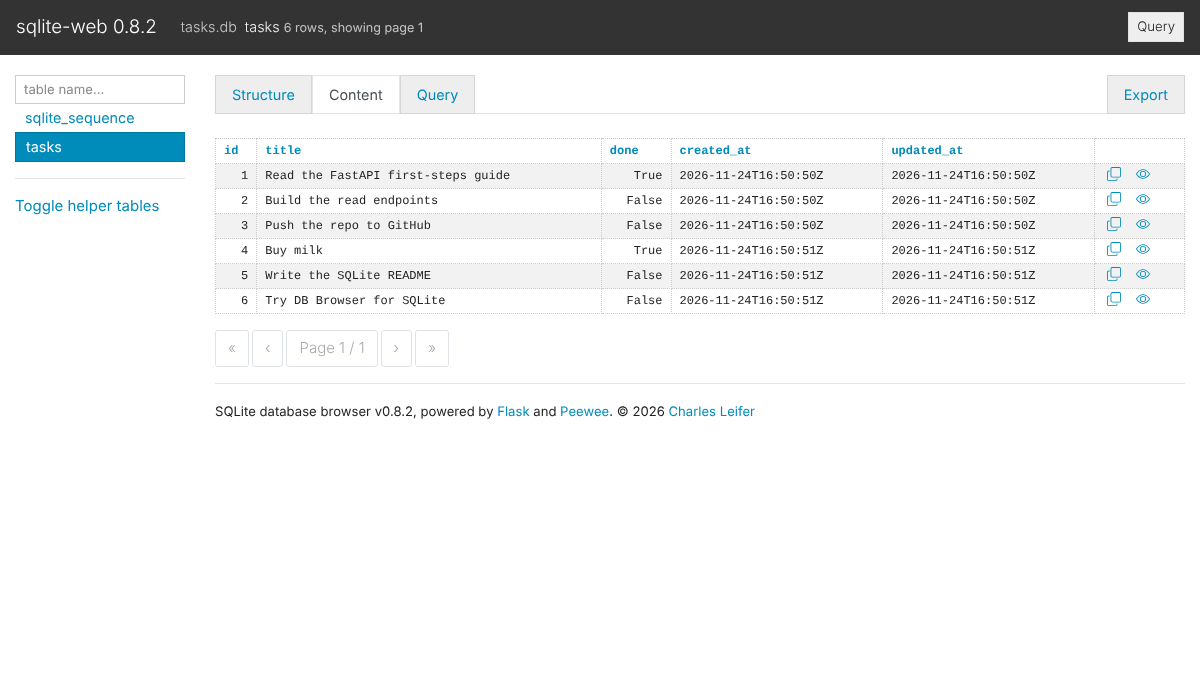 sqlite-web 0.8.2 tasks.db tasks 6 rows, showing page 1 Query
table name...
sqlite_sequence
tasks
Toggle helper tables
Structure Content Query Export
id title done created_at updated_at
1 Read the FastAPI first-steps guide True 2026-11-24T16:50:50Z 2026-11-24T16:50:50Z
2 Build the read endpoints False 2026-11-24T16:50:50Z 2026-11-24T16:50:50Z
3 Push the repo to GitHub False 2026-11-24T16:50:50Z 2026-11-24T16:50:50Z
4 Buy milk True 2026-11-24T16:50:51Z 2026-11-24T16:50:51Z
5 Write the SQLite README False 2026-11-24T16:50:51Z 2026-11-24T16:50:51Z
6 Try DB Browser for SQLite False 2026-11-24T16:50:51Z 2026-11-24T16:50:51Z
« ‹ Page 1 / 1 › »
SQLite database browser v0.8.2, powered by Flask and Peewee. © 2026 Charles Leifer